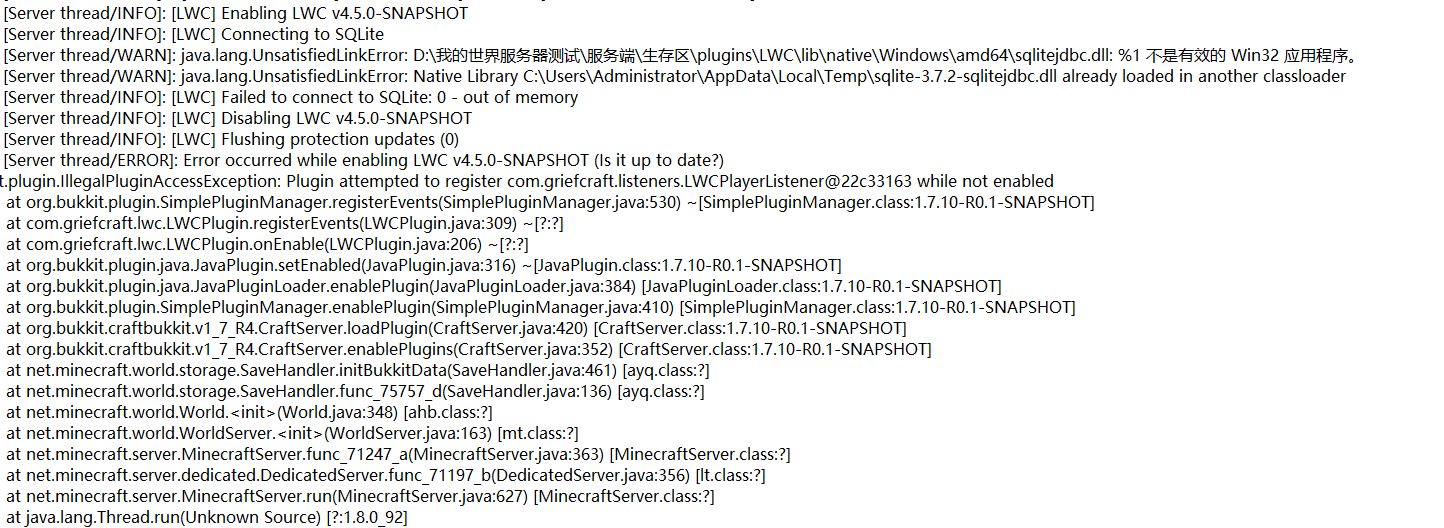 [Server thread/INFO]: [LWC] Enabling LWC v4.5.0-SNAPSHOT
[Server thread/INFO]: [LWC] Connecting to SQLite
[Server thread/WARN]: java.lang.UnsatisfiedLinkError: D:\我的世界服务器测试\服务端\生存区\plugins\LWC\lib\native\Windows\amd64\sqlitejdbc.dll: %1 不是有效的 Win32 应用程序。
[Server thread/WARN]: java.lang.UnsatisfiedLinkError: Native Library C:\Users\Administrator\AppData\Local\Temp\sqlite-3.7.2-sqlitejdbc.dll already loaded in another classloader
[Server thread/INFO]: [LWC] Failed to connect to SQLite: 0 - out of memory
[Server thread/INFO]: [LWC] Disabling LWC v4.5.0-SNAPSHOT
[Server thread/INFO]: [LWC] Flushing protection updates (0)
[Server thread/ERROR]: Error occurred while enabling LWC v4.5.0-SNAPSHOT (Is it up to date?)
t.plugin.IllegalPluginAccessException: Plugin attempted to register com.griefcraft.listeners.LWCPlayerListener@22c33163 while not enabled
at org.bukkit.plugin.SimplePluginManager.registerEvents(SimplePluginManager.java:530) ~[SimplePluginManager.class:1.7.10-R0.1-SNAPSHOT]
at com.griefcraft.lwc.LWCPlugin.registerEvents(LWCPlugin.java:309) ~[?:?]
at com.griefcraft.lwc.LWCPlugin.onEnable(LWCPlugin.java:206) ~[?:?]
at org.bukkit.plugin.java.JavaPlugin.setEnabled(JavaPlugin.java:316) ~[JavaPlugin.class:1.7.10-R0.1-SNAPSHOT]
at org.bukkit.plugin.java.JavaPluginLoader.enablePlugin(JavaPluginLoader.java:384) [JavaPluginLoader.class:1.7.10-R0.1-SNAPSHOT]
at org.bukkit.plugin.SimplePluginManager.enablePlugin(SimplePluginManager.java:410) [SimplePluginManager.class:1.7.10-R0.1-SNAPSHOT]
at org.bukkit.craftbukkit.v1_7_R4.CraftServer.loadPlugin(CraftServer.java:420) [CraftServer.class:1.7.10-R0.1-SNAPSHOT]
at org.bukkit.craftbukkit.v1_7_R4.CraftServer.enablePlugins(CraftServer.java:352) [CraftServer.class:1.7.10-R0.1-SNAPSHOT]
at net.minecraft.world.storage.SaveHandler.initBukkitData(SaveHandler.java:461) [ayq.class:?]
at net.minecraft.world.storage.SaveHandler.func_75757_d(SaveHandler.java:136) [ayq.class:?]
at net.minecraft.world.World.<init>(World.java:348) [ahb.class:?]
at net.minecraft.world.WorldServer.<init>(WorldServer.java:163) [mt.class:?]
at net.minecraft.server.MinecraftServer.func_71247_a(MinecraftServer.java:363) [MinecraftServer.class:?]
at net.minecraft.server.dedicated.DedicatedServer.func_71197_b(DedicatedServer.java:356) [lt.class:?]
at net.minecraft.server.MinecraftServer.run(MinecraftServer.java:627) [MinecraftServer.class:?]
at java.lang.Thread.run(Unknown Source) [?:1.8.0_92]